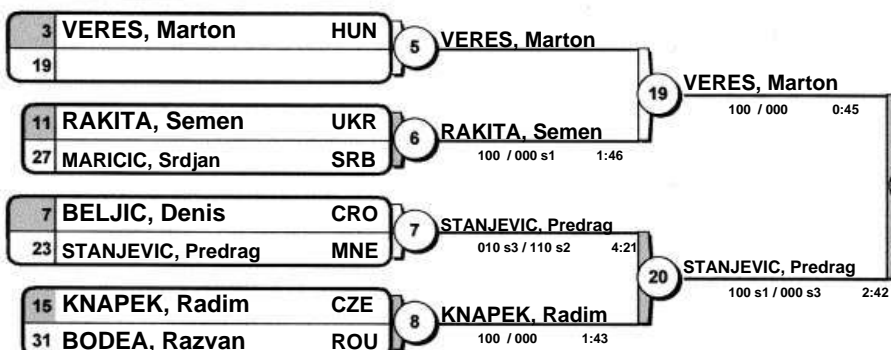 3 VERES, Marton HUN
19
5
VERES, Marton
11 RAKITA, Semen UKR
27 MARICIC, Srdjan SRB
6
RAKITA, Semen
100 / 000 s1 1:46
19
VERES, Marton
100 / 000 0:45
7 BELJIC, Denis CRO
23 STANJEVIC, Predrag MNE
7
STANJEVIC, Predrag
010 s3 / 110 s2 4:21
15 KNAPEK, Radim CZE
31 BODEA, Razvan ROU
8
KNAPEK, Radim
100 / 000 1:43
20
STANJEVIC, Predrag
100 s1 / 000 s3 2:42